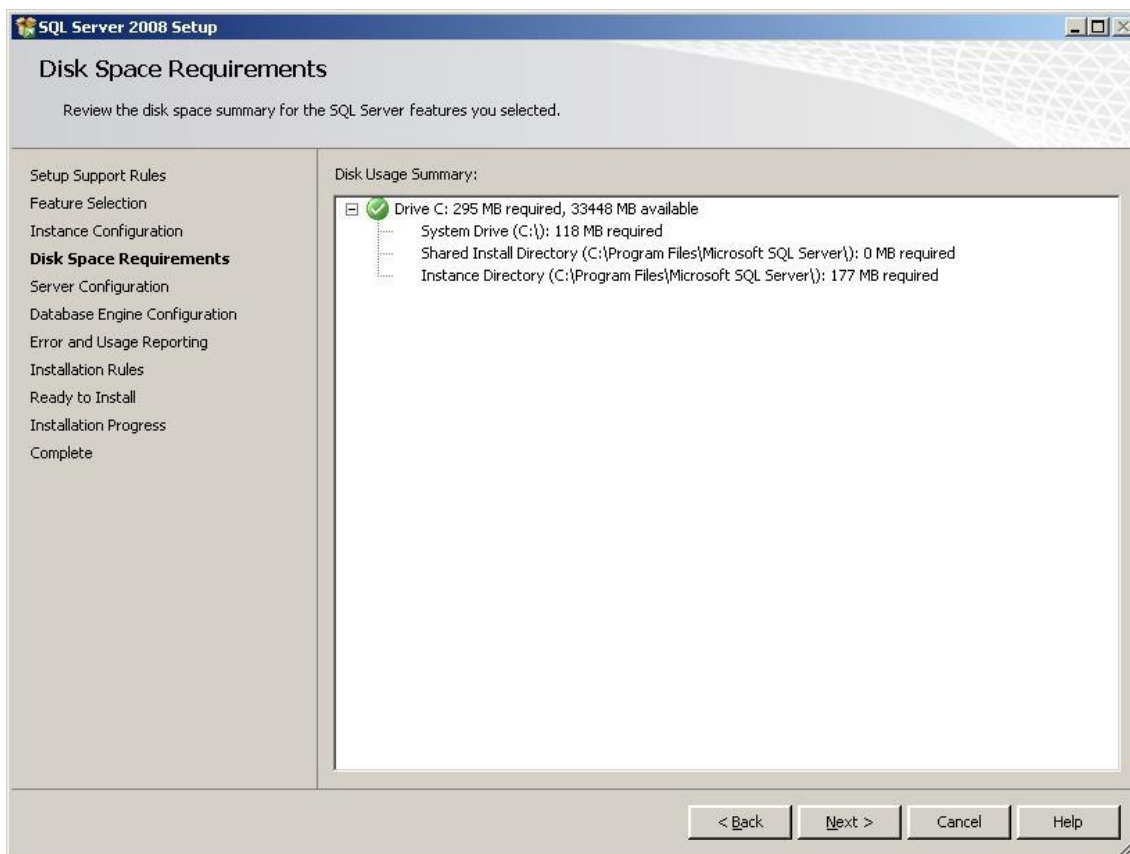 SQL Server 2008 Setup
Disk Space Requirements
Review the disk space summary for the SQL Server features you selected.
Setup Support Rules
Feature Selection
Instance Configuration
Disk Space Requirements
Server Configuration
Database Engine Configuration
Error and Usage Reporting
Installation Rules
Ready to Install
Installation Progress
Complete
Disk Usage Summary:
Drive C: 295 MB required, 33448 MB available
System Drive (C:\): 118 MB required
Shared Install Directory (C:\Program Files\Microsoft SQL Server\): 0 MB required
Instance Directory (C:\Program Files\Microsoft SQL Server\): 177 MB required
< Back
Next >
Cancel
Help